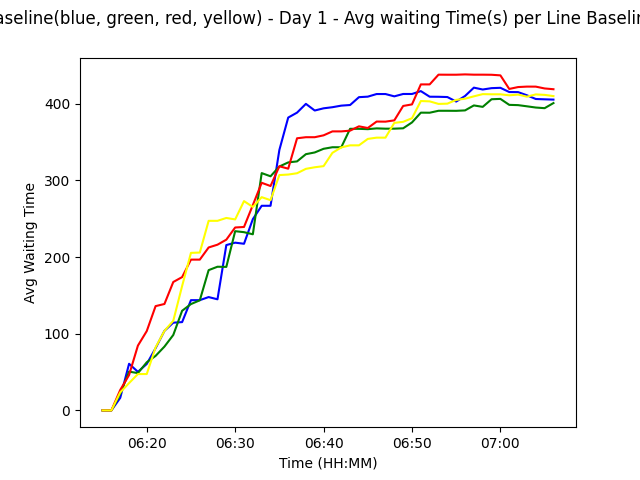 aseline(blue, green, red, yellow) - Day 1 - Avg waiting Time(s) per Line Baselin
400
300
200
100
0
Avg Waiting Time
06:20 06:30 06:40 06:50 07:00
Time (HH:MM)